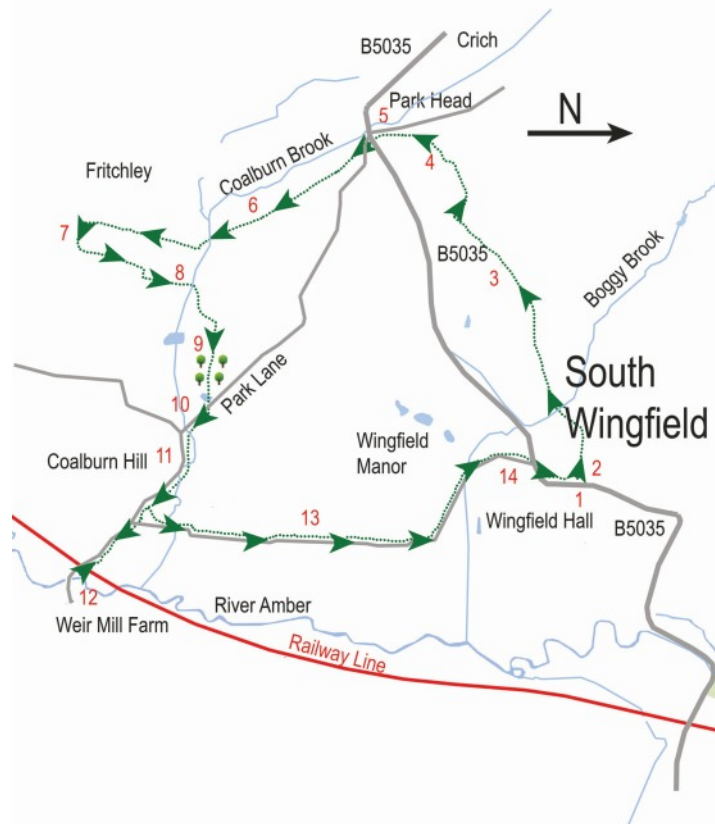 B5035
Crich
Park Head
5
N
4
Fritchley
Coalburn Brook
6
7
8
B5035
3
Boggy Brook
9
Park Lane
10
South
Wingfield
Coalburn Hill
11
Wingfield
Manor
14
2
1
Wingfield Hall
B5035
13
12
Weir Mill Farm
River Amber
Railway Line